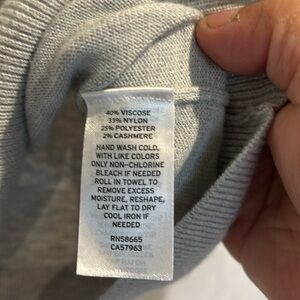 40% VISCOSE
33% NYLON
25% POLYESTER
2% CASHMERE
HAND WASH COLD,
WITH LIKE COLORS
ONLY NON-CHLORINE
BLEACH IF NEEDED
ROLL IN TOWEL TO
REMOVE EXCESS
MOISTURE, RESHAPE,
LAY FLAT TO DRY
COOL IRON IF
NEEDED
RN58665
CA57963